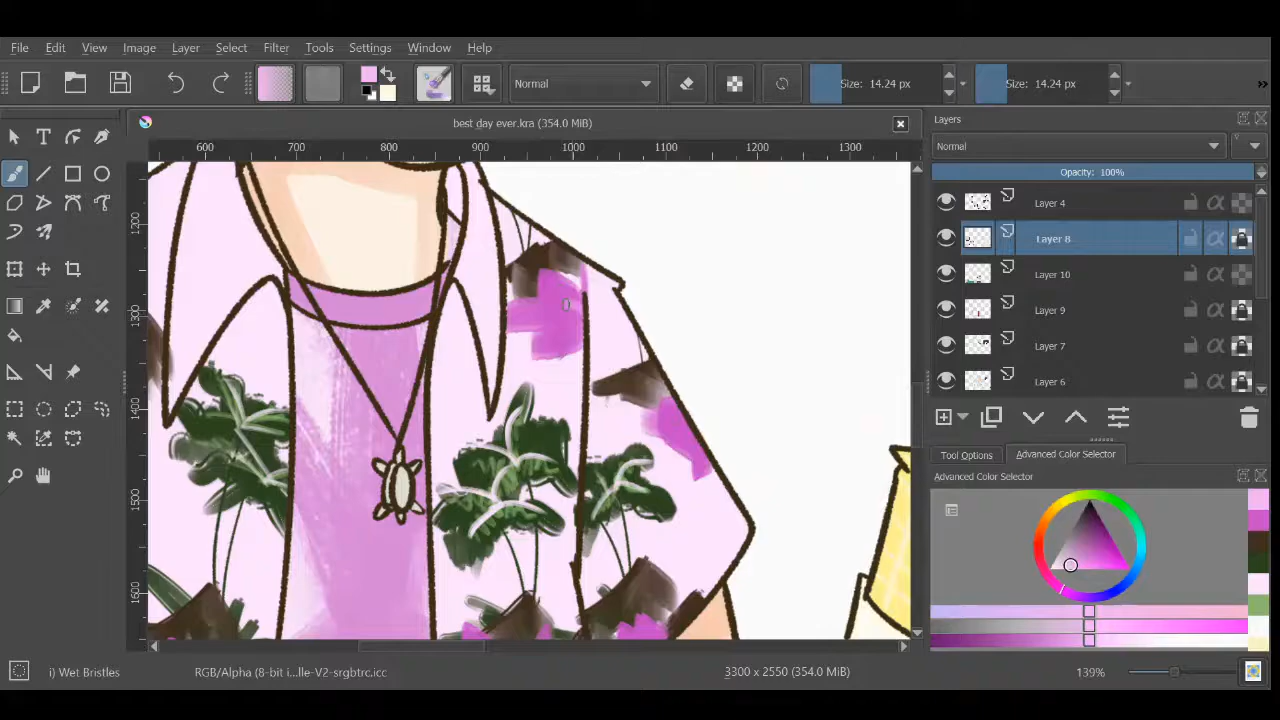 File Edit View Image Layer Select Filter Tools Settings Window Help
Normal Size: 14.24 px Size: 14.24 px »
best day ever.kra (354.0 MiB)
Layers
600 700 800 900 1000 1100 1200 1300
Normal
Opacity: 100%
Layer 4
1200
Layer 8
Layer 10
1300
Layer 9
Layer 7
1400
Layer 6
Tool Options Advanced Color Selector
Advanced Color Selector
1500
1600
i) Wet Bristles RGB/Alpha (8-bit i...lle-V2-srgbtrc.icc 3300 x 2550 (354.0 MiB) 139%